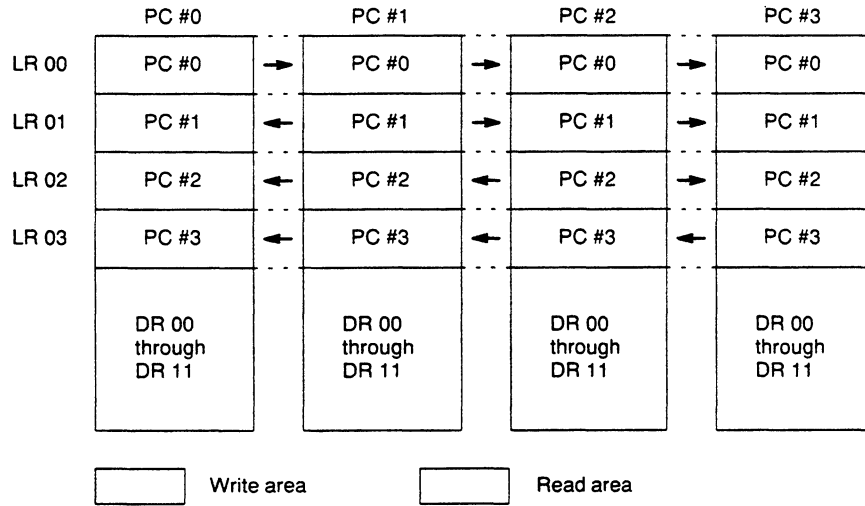 PC #0 PC #1 PC #2 PC #3
LR 00 PC #0 PC #0 PC #0 PC #0
LR 01 PC #1 PC #1 PC #1 PC #1
LR 02 PC #2 PC #2 PC #2 PC #2
LR 03 PC #3 PC #3 PC #3 PC #3
DR 00 DR 00 DR 00 DR 00
through through through through
DR 11 DR 11 DR 11 DR 11
Write area Read area